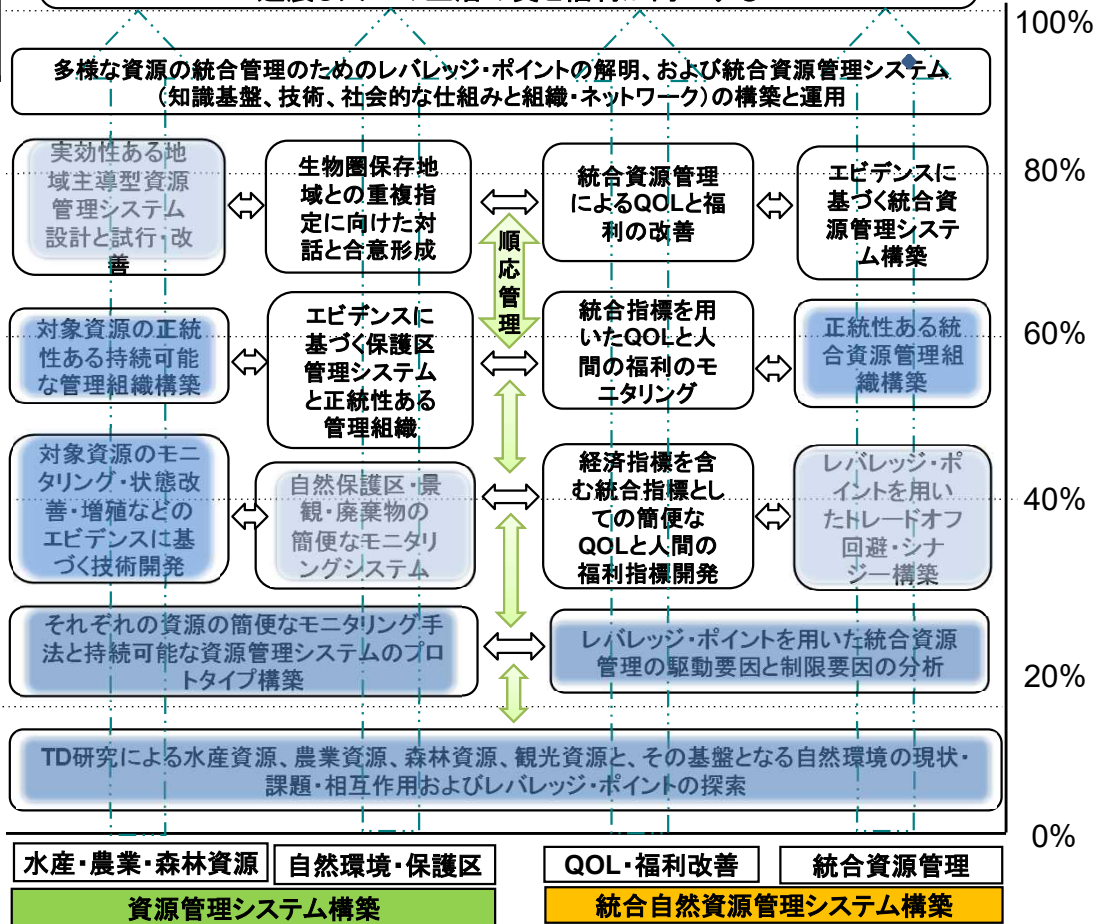 100%
多様な資源の統合管理のためのレバレッジ・ポイントの解明、および統合資源管理システム
（知識基盤、技術、社会的な仕組みと組織・ネットワーク）の構築と運用
実効性ある地
域主導型資源
管理システム
設計と試行・改
善
生物圏保存地
域との重複指
定に向けた対
話と合意形成
統合資源管理
によるQOLと福
利の改善
エビデンスに
基づく統合資
源管理システ
ム構築
80%
順応管理
対象資源の正統
性ある持続可能
な管理組織構築
エビデンスに
基づく保護区
管理システム
と正統性ある
管理組織
統合指標を用
いたQOLと人
間の福利のモ
ニタリング
正統性ある統
合資源管理組
織構築
60%
対象資源のモニ
タリング・状態改
善・増殖などの
エビデンスに基
づく技術開発
自然保護区・景
観・廃棄物の
簡便なモニタリ
ングシステム
経済指標を含
む統合指標とし
ての簡便な
QOLと人間の
福利指標開発
レバレッジ・ポ
イントを用い
たトレードオフ
回避・シナ
ジー構築
40%
それぞれの資源の簡便なモニタリング手
法と持続可能な資源管理システムのプロ
トタイプ構築
レバレッジ・ポイントを用いた統合資源
管理の駆動要因と制限要因の分析
20%
TD研究による水産資源、農業資源、森林資源、観光資源と、その基盤となる自然環境の現状・
課題・相互作用およびレバレッジ・ポイントの探索
0%
水産・農業・森林資源
自然環境・保護区
QOL・福利改善
統合資源管理
資源管理システム構築
統合自然資源管理システム構築